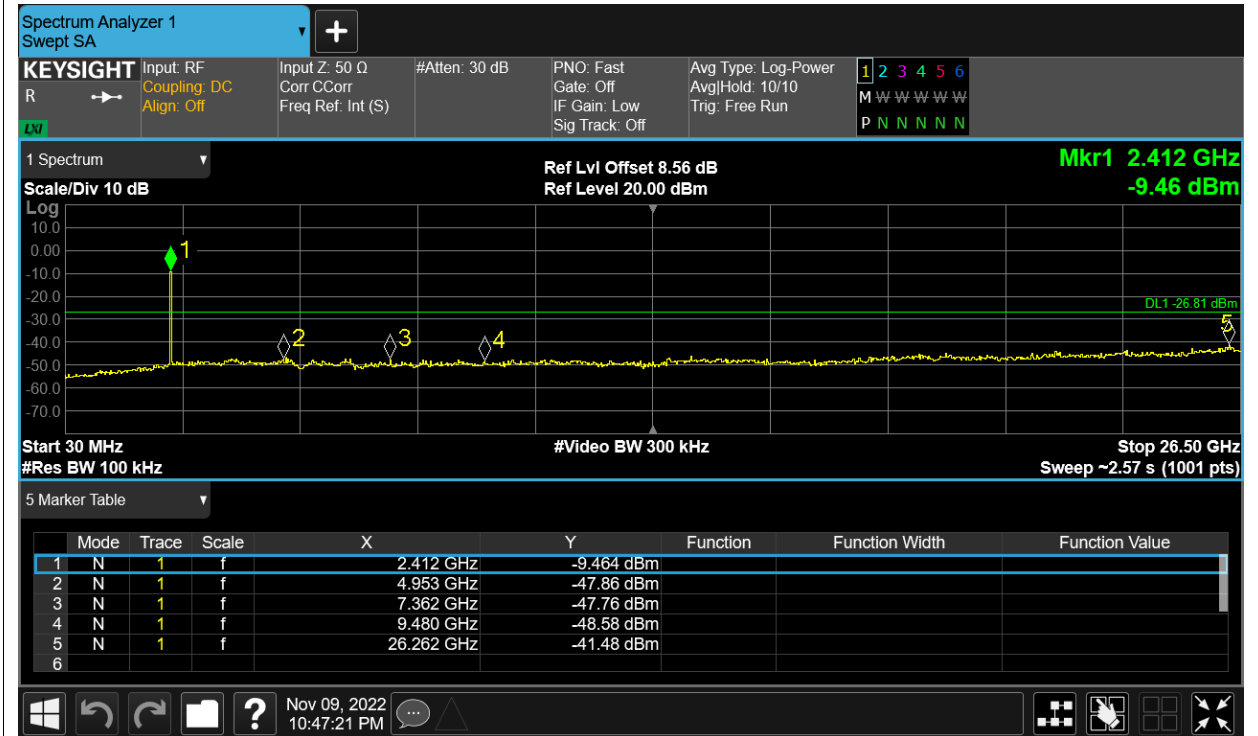 Spectrum Analyzer 1
Swept SA
+
KEYSIGHT Input: RF Input Z: 50 Ω #Atten: 30 dB PNO: Fast Avg Type: Log-Power 1 2 3 4 5 6
R Coupling: DC Corr CCorr Gate: Off Avg|Hold: 10/10 M W W W W W W
Align: Off Freq Ref: Int (S) IF Gain: Low Trig: Free Run
LXI Sig Track: Off P N N N N N N
1 Spectrum
Ref Lvl Offset 8.56 dB Mkr1 2.412 GHz
Scale/Div 10 dB Ref Level 20.00 dBm -9.46 dBm
Log
10.0
0.00 1
-10.0
-20.0
DL1 -26.81 dBm
-30.0
-40.0 2 3 4 5
-50.0
-60.0
-70.0
Start 30 MHz #Video BW 300 kHz Stop 26.50 GHz
#Res BW 100 kHz Sweep ~2.57 s (1001 pts)
5 Marker Table
Mode Trace Scale X Y Function Function Width Function Value
1 N 1 f 2.412 GHz -9.464 dBm
2 N 1 f 4.953 GHz -47.86 dBm
3 N 1 f 7.362 GHz -47.76 dBm
4 N 1 f 9.480 GHz -48.58 dBm
5 N 1 f 26.262 GHz -41.48 dBm
6
? Nov 09, 2022
10:47:21 PM